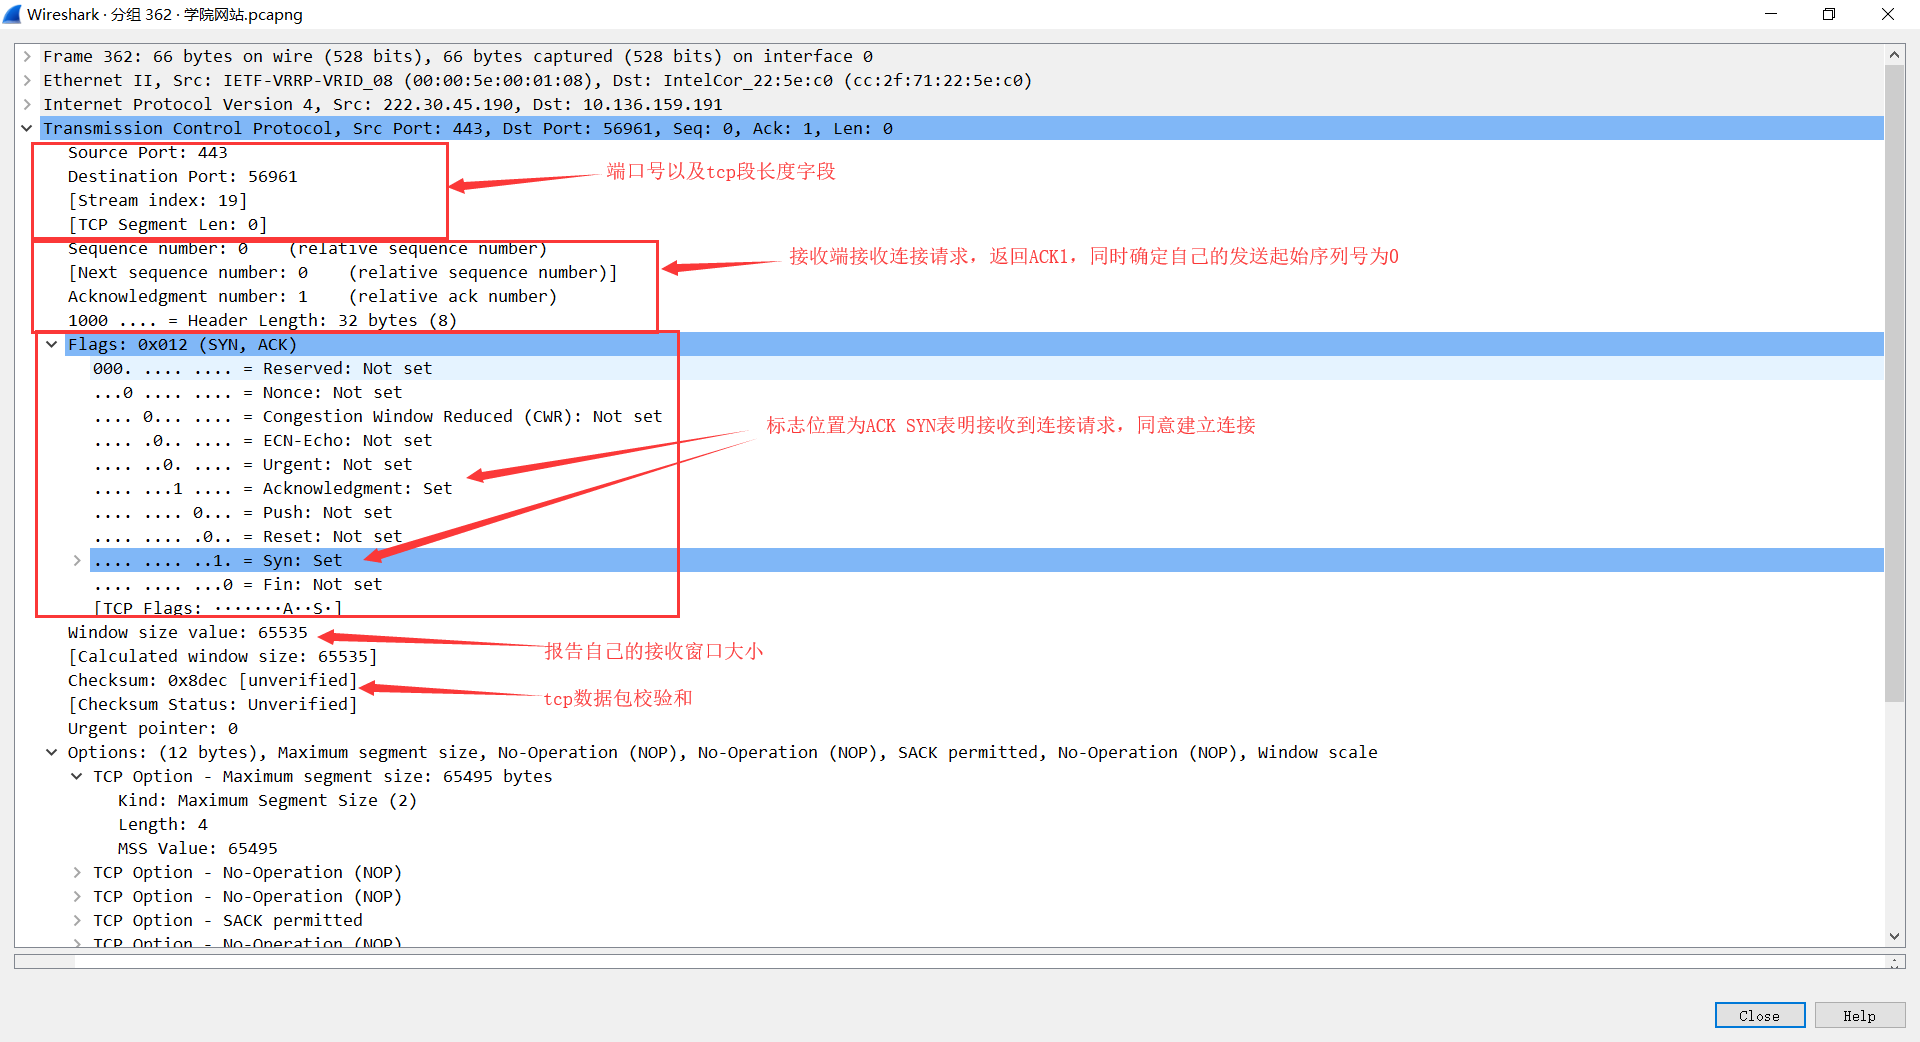 Wireshark · 分组 362 · 学院网站.pcapng
Frame 362: 66 bytes on wire (528 bits), 66 bytes captured (528 bits) on interface 0
Ethernet II, Src: IETF-VRRP-VRID_08 (00:00:5e:00:01:08), Dst: IntelCor_22:5e:c0 (cc:2f:71:22:5e:c0)
Internet Protocol Version 4, Src: 222.30.45.190, Dst: 10.136.159.191
Transmission Control Protocol, Src Port: 443, Dst Port: 56961, Seq: 0, Ack: 1, Len: 0
Source Port: 443
端口号以及tcp段长度字段
Destination Port: 56961
[Stream index: 19]
[TCP Segment Len: 0]
Sequence number: 0    (relative sequence number)
接收端接收连接请求，返回ACK1，同时确定自己的发送起始序列号为0
[Next sequence number: 0    (relative sequence number)]
Acknowledgment number: 1    (relative ack number)
1000 .... = Header Length: 32 bytes (8)
Flags: 0x012 (SYN, ACK)
000. .... .... = Reserved: Not set
...0 .... .... = Nonce: Not set
.... 0... .... = Congestion Window Reduced (CWR): Not set
标志位置为ACK SYN表明接收到连接请求，同意建立连接
.... .0.. .... = ECN-Echo: Not set
.... ..0. .... = Urgent: Not set
.... ...1 .... = Acknowledgment: Set
.... .... 0... = Push: Not set
.... .... .0.. = Reset: Not set
.... .... ..1. = Syn: Set
.... .... ...0 = Fin: Not set
[TCP Flags: ·······A··S·]
Window size value: 65535
报告自己的接收窗口大小
[Calculated window size: 65535]
Checksum: 0x8dec [unverified]
tcp数据包校验和
[Checksum Status: Unverified]
Urgent pointer: 0
Options: (12 bytes), Maximum segment size, No-Operation (NOP), No-Operation (NOP), SACK permitted, No-Operation (NOP), Window scale
TCP Option - Maximum segment size: 65495 bytes
Kind: Maximum Segment Size (2)
Length: 4
MSS Value: 65495
TCP Option - No-Operation (NOP)
TCP Option - No-Operation (NOP)
TCP Option - SACK permitted
TCP Option - No-Operation (NOP)
Close
Help